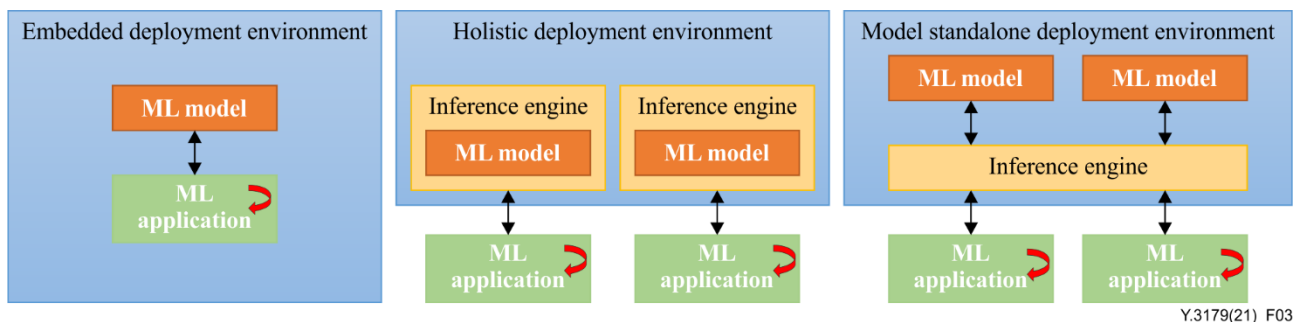 Embedded deployment environment
ML model
ML
application
Holistic deployment environment
Inference engine
ML model
Inference engine
ML model
ML
application
ML
application
Model standalone deployment environment
ML model
ML model
Inference engine
ML
application
ML
application
Y.3179(21)_F03